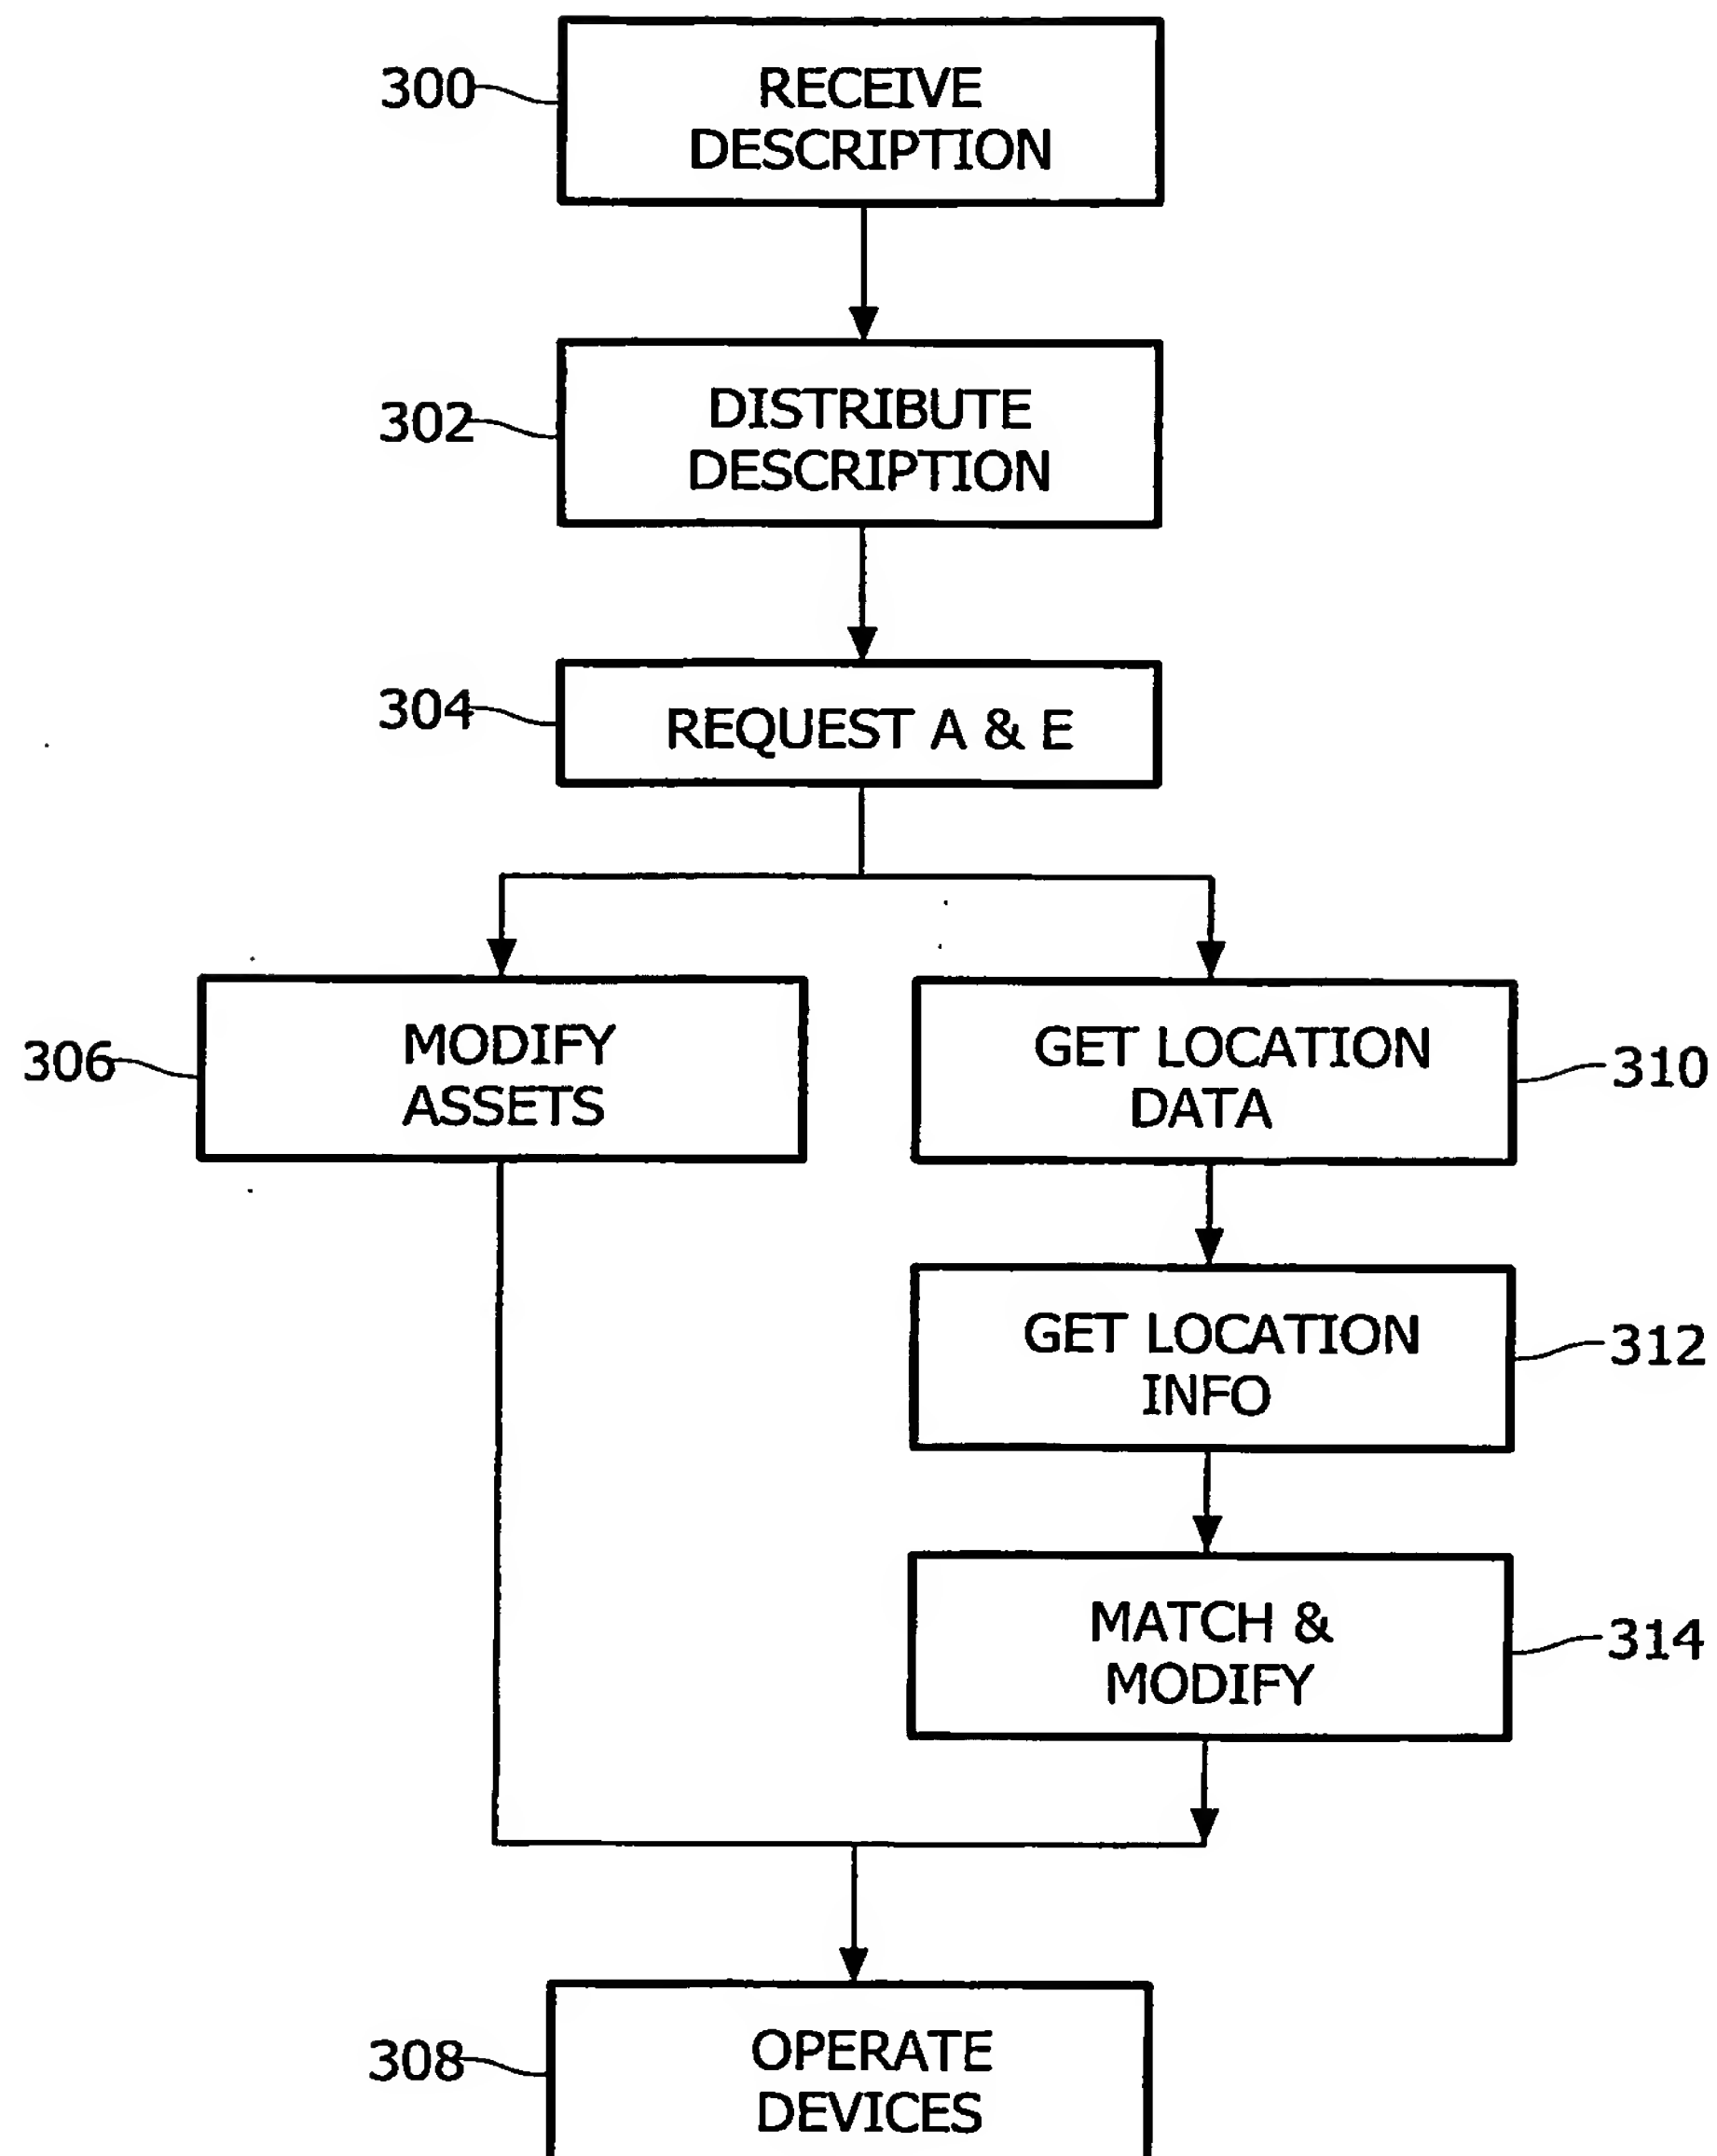 300
RECEIVE
DESCRIPTION
302
DISTRIBUTE
DESCRIPTION
304
REQUEST A & E
306
MODIFY
ASSETS
GET LOCATION
DATA
310
GET LOCATION
INFO
312
MATCH &
MODIFY
314
308
OPERATE
DEVICES